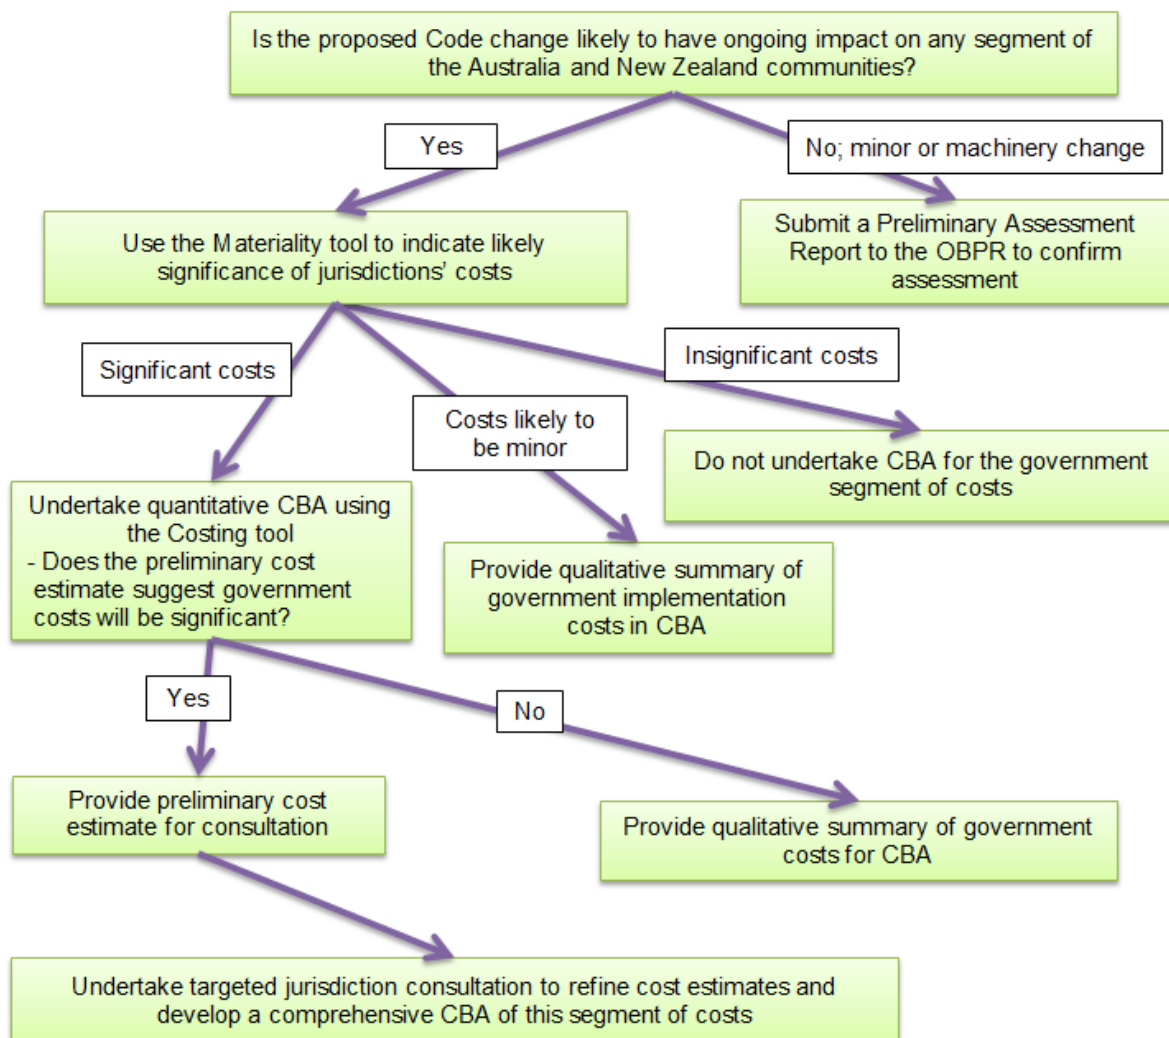 Is the proposed Code change likely to have ongoing impact on any segment of
the Australia and New Zealand communities?
Yes
No; minor or machinery change
Use the Materiality tool to indicate likely
significance of jurisdictions’ costs
Submit a Preliminary Assessment
Report to the OBPR to confirm
assessment
Significant costs
Insignificant costs
Costs likely to
be minor
Do not undertake CBA for the government
segment of costs
Undertake quantitative CBA using
the Costing tool
- Does the preliminary cost
estimate suggest government
costs will be significant?
Provide qualitative summary of
government implementation
costs in CBA
Yes
No
Provide preliminary cost
estimate for consultation
Provide qualitative summary of government
costs for CBA
Undertake targeted jurisdiction consultation to refine cost estimates and
develop a comprehensive CBA of this segment of costs